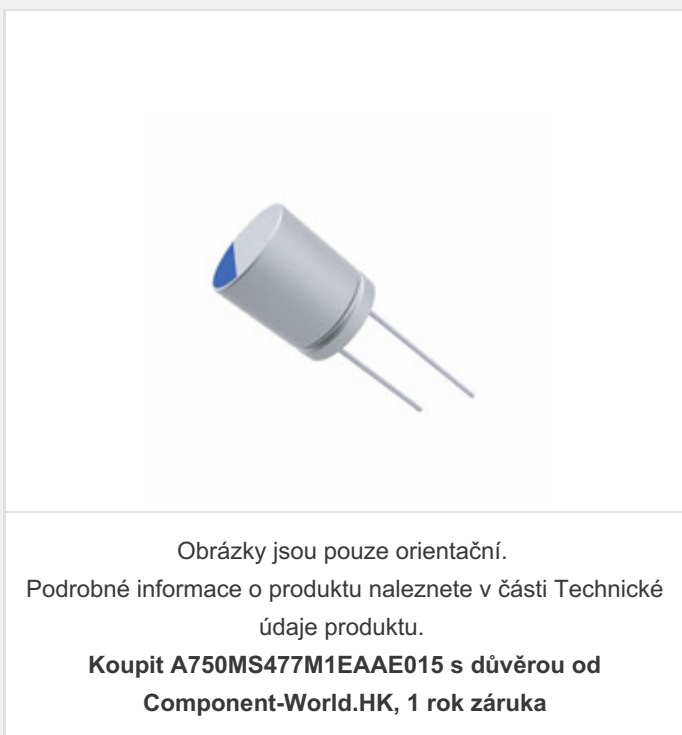 Obrázky jsou pouze orientační.
Podrobné informace o produktu naleznete v části Technické
údaje produktu.
Koupit A750MS477M1EAAE015 s důvěrou od
Component-World.HK, 1 rok záruka